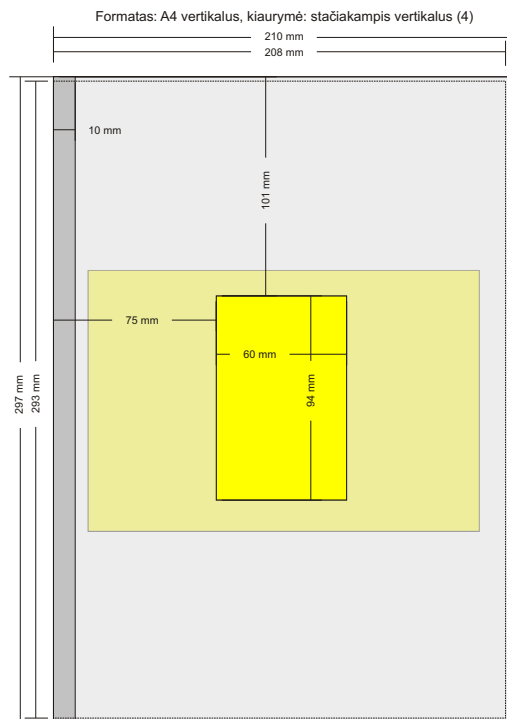 Formatas: A4 vertikalus, kiaurymė: stačiakampis vertikalus (4)
210 mm
208 mm
10 mm
101 mm
75 mm
60 mm
94 mm
297 mm
293 mm